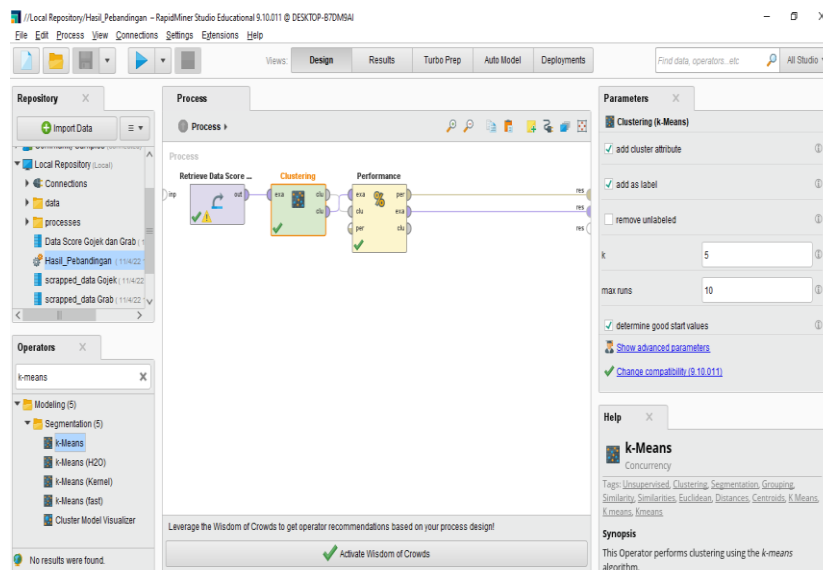 //Local Repository/Hasil_Pebandingan – RapidMiner Studio Educational 9.10.011 @ DESKTOP-B7DM9AI
File Edit Process View Connections Settings Extensions Help
Views: Design Results Turbo Prep Auto Model Deployments
Find data, operators...etc
All Studio
Repository
Import Data
Community Samples
Local Repository (Local)
Connections
data
processes
Data Score Gojek dan Grab
Hasil_Pebandingan (11/4/22
scrapped_data Gojek (11/4/22
scrapped_data Grab (11/4/22
Operators
k-means
Modeling (5)
Segmentation (5)
k-Means
k-Means (H2O)
k-Means (Kernel)
k-Means (fast)
Cluster Model Visualizer
No results were found.
Process
Process
Process
Retrieve Data Score ...
Clustering
Performance
inp
out
exa
clu
clu
exa
clu
per
per
exa
clu
res
res
res
Leverage the Wisdom of Crowds to get operator recommendations based on your process design!
Activate Wisdom of Crowds
Parameters
Clustering (k-Means)
add cluster attribute
add as label
remove unlabeled
k
5
max runs
10
determine good start values
Show advanced parameters
Change compatibility (9.10.011)
Help
k-Means
Concurrency
Tags: Unsupervised, Clustering, Segmentation, Grouping,
Similarity, Similarities, Euclidean, Distances, Centroids, K Means,
K means, Kmeans
Synopsis
This Operator performs clustering using the k-means
algorithm.